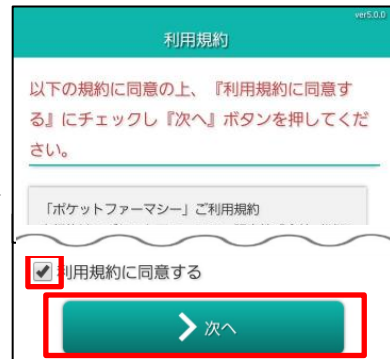 ver5.0.0
利用規約
以下の規約に同意の上、『利用規約に同意す
る』にチェックし『次へ』ボタンを押してくだ
さい。
「ポケットファーマシー」ご利用規約
利用規約に同意する
次へ